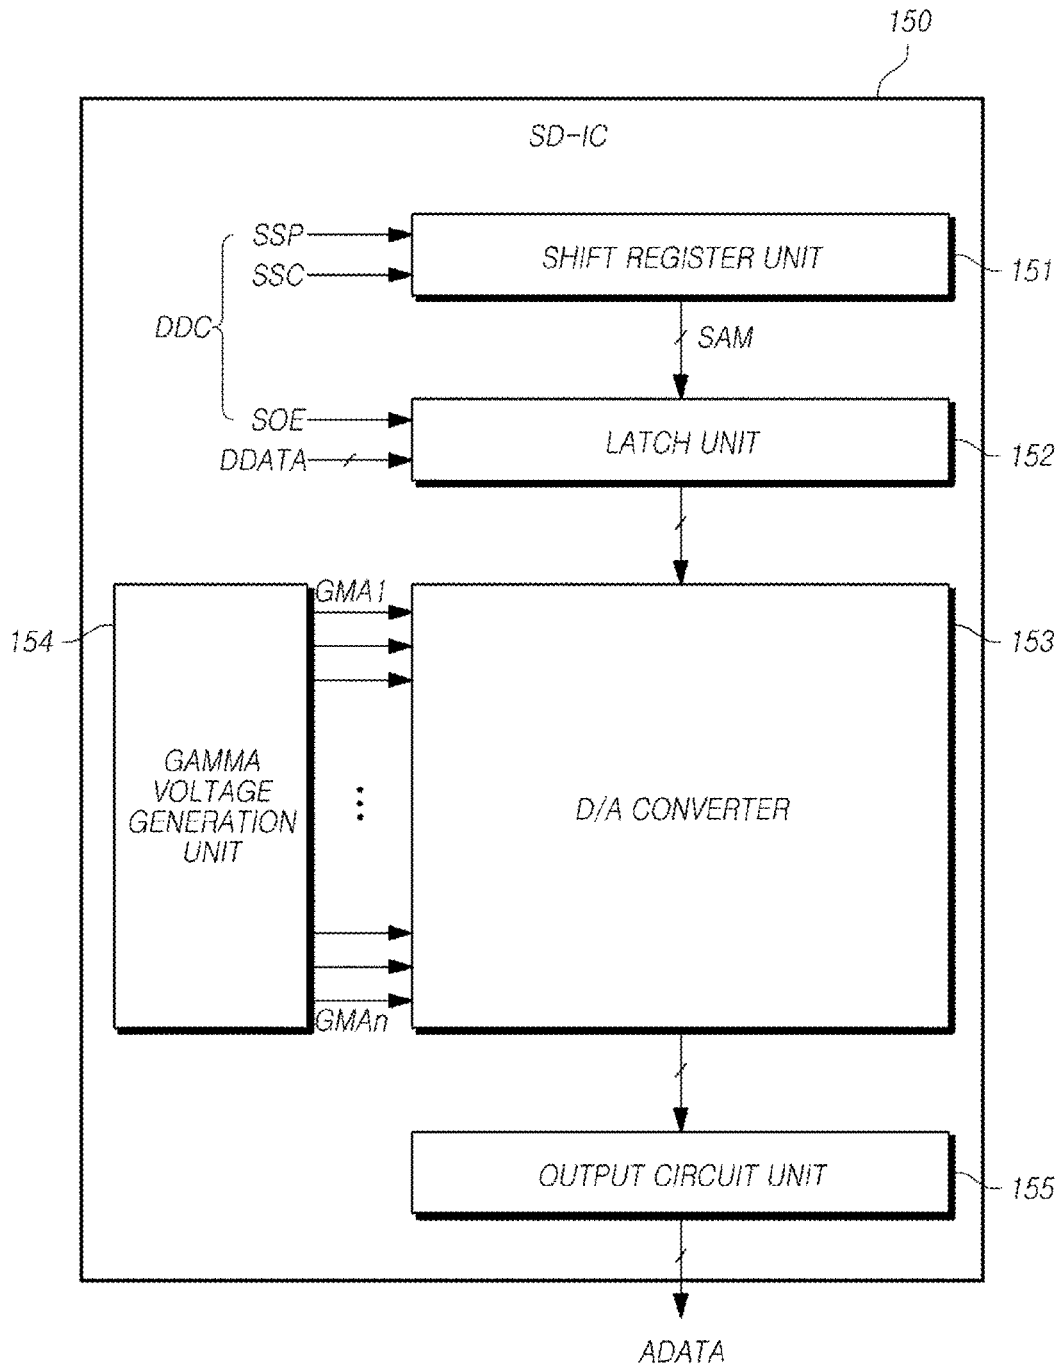 150
SD-IC
SSP
SHIFT REGISTER UNIT
SSC
151
DDC
SAM
SOE
LATCH UNIT
DDATA
152
GMA1
154
153
GAMMA
VOLTAGE
GENERATION
UNIT
D/A CONVERTER
GMAn
OUTPUT CIRCUIT UNIT
155
ADATA